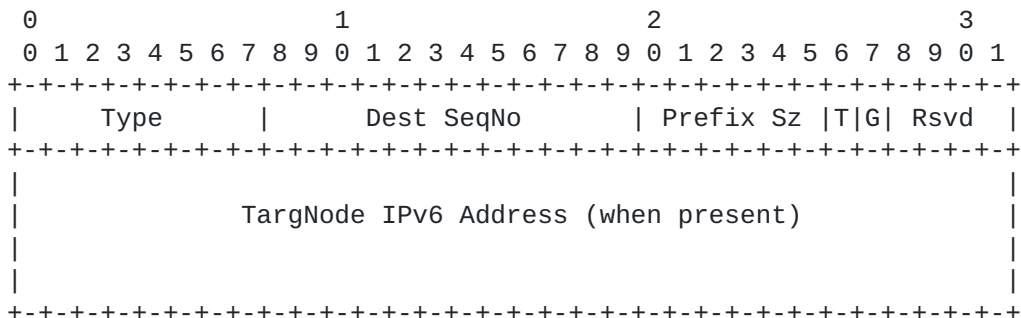 0                   1                   2                   3
 0 1 2 3 4 5 6 7 8 9 0 1 2 3 4 5 6 7 8 9 0 1 2 3 4 5 6 7 8 9 0 1
+-+-+-+-+-+-+-+-+-+-+-+-+-+-+-+-+-+-+-+-+-+-+-+-+-+-+-+-+-+-+-+-+
|     Type      |      Dest SeqNo       | Prefix Sz |T|G| Rsvd  |
+-+-+-+-+-+-+-+-+-+-+-+-+-+-+-+-+-+-+-+-+-+-+-+-+-+-+-+-+-+-+-+-+
|                                                               |
|              TargNode IPv6 Address (when present)             |
|                                                               |
|                                                               |
+-+-+-+-+-+-+-+-+-+-+-+-+-+-+-+-+-+-+-+-+-+-+-+-+-+-+-+-+-+-+-+-+